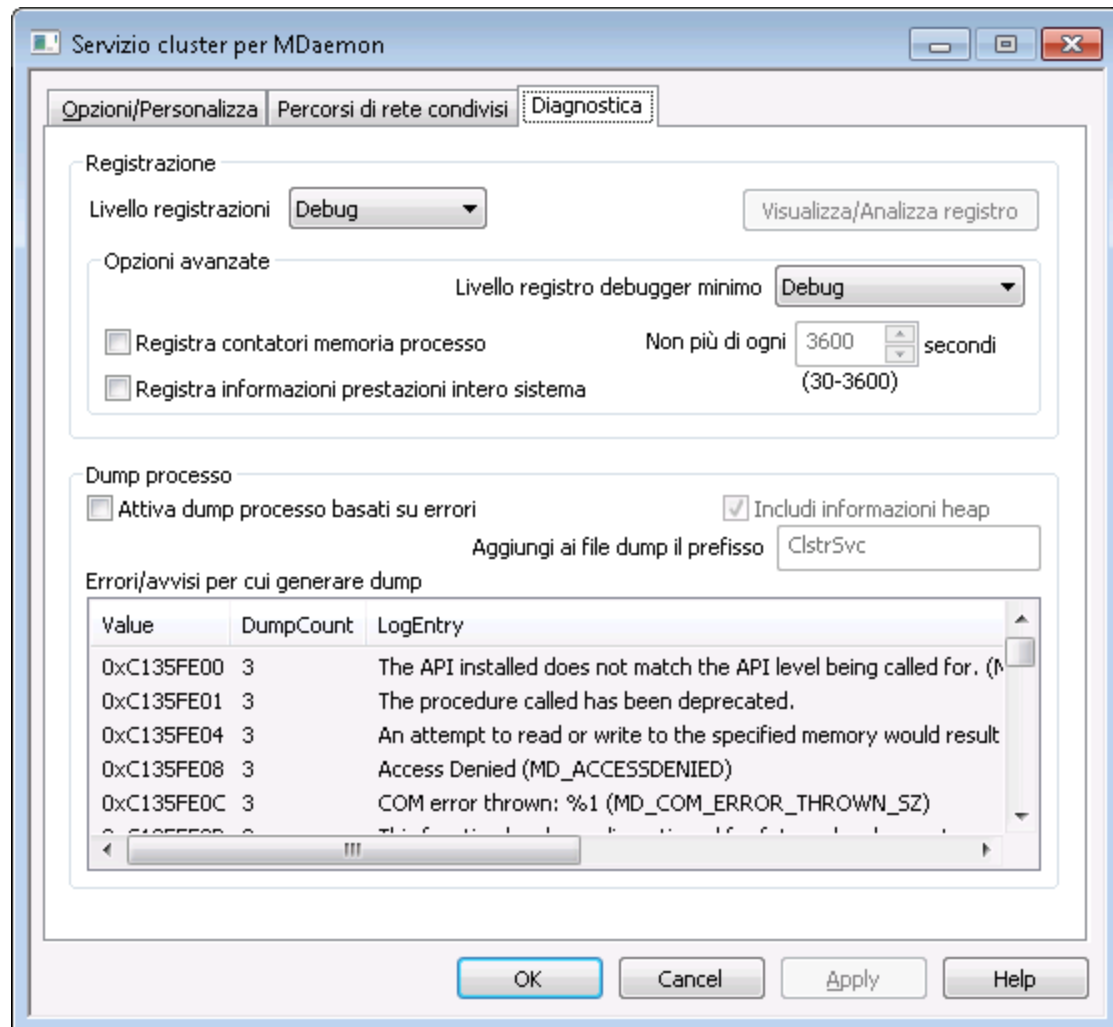 Servizio cluster per MDaemon
Opzioni/Personalizza Percorsi di rete condivisi Diagnostica
Registrazione
Livello registrazioni Debug Visualizza/Analizza registro
Opzioni avanzate
Livello registro debugger minimo Debug
Registra contatori memoria processo Non più di ogni 3600 secondi
Registra informazioni prestazioni intero sistema (30-3600)
Dump processo
Attiva dump processo basati su errori Includi informazioni heap
Aggiungi ai file dump il prefisso ClstrSvc
Errori/avvisi per cui generare dump
Value DumpCount LogEntry
0xC135FE00 3 The API installed does not match the API level being called for. (
0xC135FE01 3 The procedure called has been deprecated.
0xC135FE04 3 An attempt to read or write to the specified memory would result
0xC135FE08 3 Access Denied (MD_ACCESSDENIED)
0xC135FE0C 3 COM error thrown: %1 (MD_COM_ERROR_THROWN_SZ)
OK Cancel Apply Help